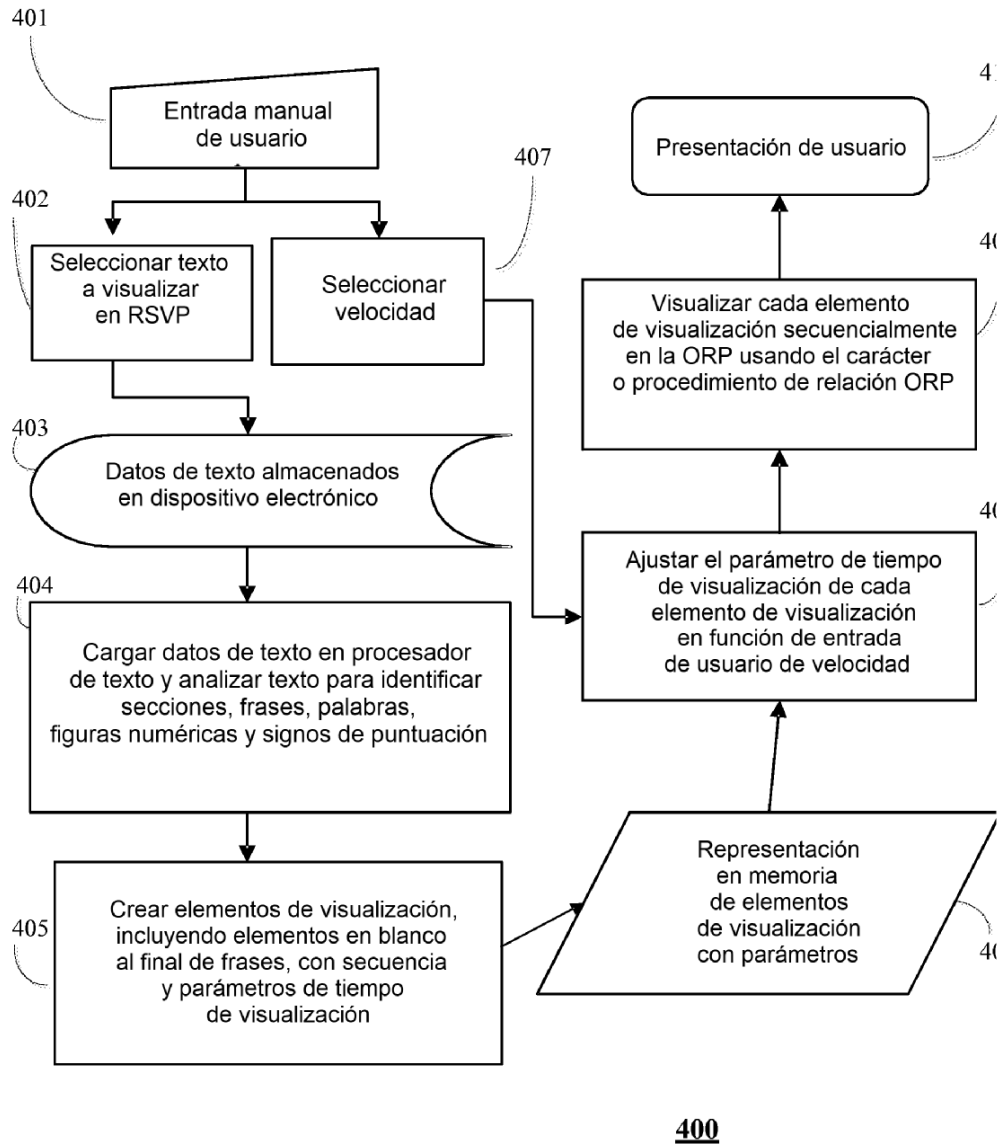 401
Entrada manual
de usuario
402
Seleccionar texto
a visualizar
en RSVP
407
Seleccionar
velocidad
403
Datos de texto almacenados
en dispositivo electrónico
404
Cargar datos de texto en procesador
de texto y analizar texto para identificar
secciones, frases, palabras,
figuras numéricas y signos de puntuación
405
Crear elementos de visualización,
incluyendo elementos en blanco
al final de frases, con secuencia
y parámetros de tiempo
de visualización
Representación
en memoria
de elementos
de visualización
con parámetros
Ajustar el parámetro de tiempo
de visualización de cada
elemento de visualización
en función de entrada
de usuario de velocidad
Visualizar cada elemento
de visualización secuencialmente
en la ORP usando el carácter
o procedimiento de relación ORP
Presentación de usuario
400